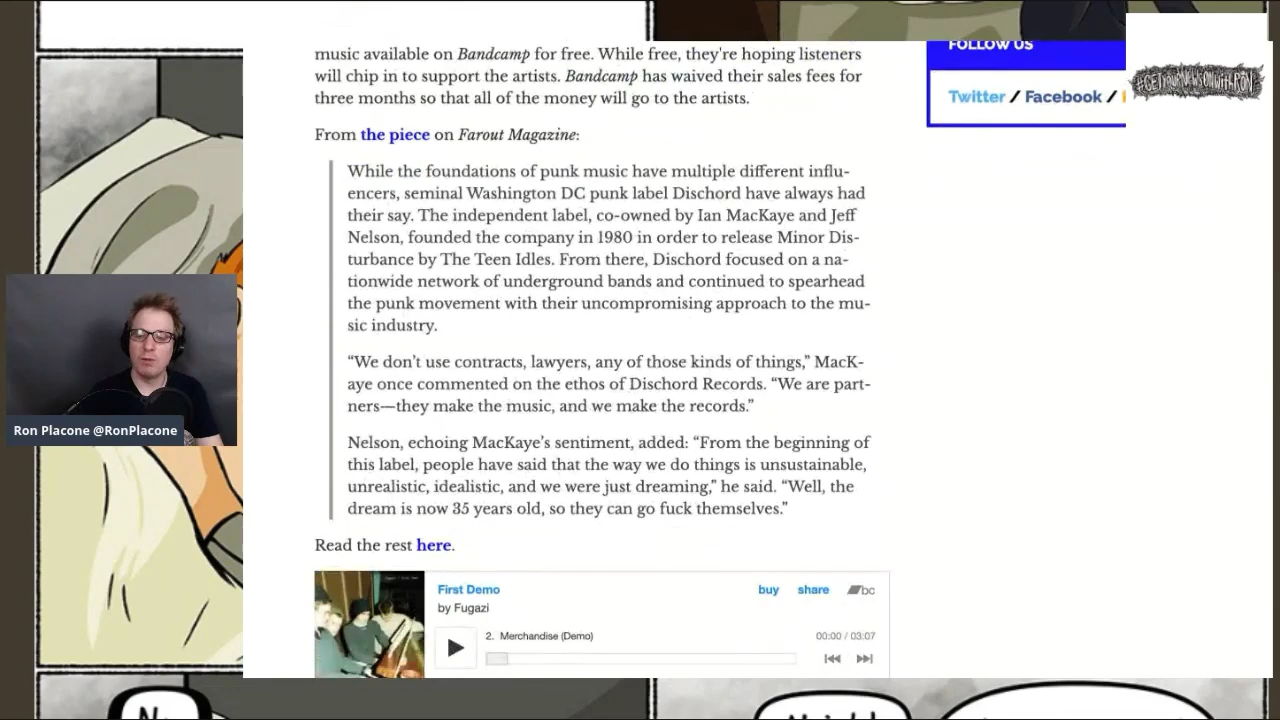 music available on Bandcamp for free. While free, they're hoping listeners
will chip in to support the artists. Bandcamp has waived their sales fees for
three months so that all of the money will go to the artists.
From the piece on Farout Magazine:
While the foundations of punk music have multiple different influ-
encers, seminal Washington DC punk label Dischord have always had
their say. The independent label, co-owned by Ian MacKaye and Jeff
Nelson, founded the company in 1980 in order to release Minor Dis-
turbance by The Teen Idles. From there, Dischord focused on a na-
tionwide network of underground bands and continued to spearhead
the punk movement with their uncompromising approach to the mu-
sic industry.
“We don’t use contracts, lawyers, any of those kinds of things,” MacK-
aye once commented on the ethos of Dischord Records. “We are part-
ners—they make the music, and we make the records.”
Nelson, echoing MacKaye’s sentiment, added: “From the beginning of
this label, people have said that the way we do things is unsustainable,
unrealistic, idealistic, and we were just dreaming,” he said. “Well, the
dream is now 35 years old, so they can go fuck themselves.”
Read the rest here.
First Demo
buy share bc
by Fugazi
2. Merchandise (Demo)
00:00 / 03:07
FOLLOW US
Twitter / Facebook /
#GETYOURNEWSONWITHRON
Ron Placone @RonPlacone